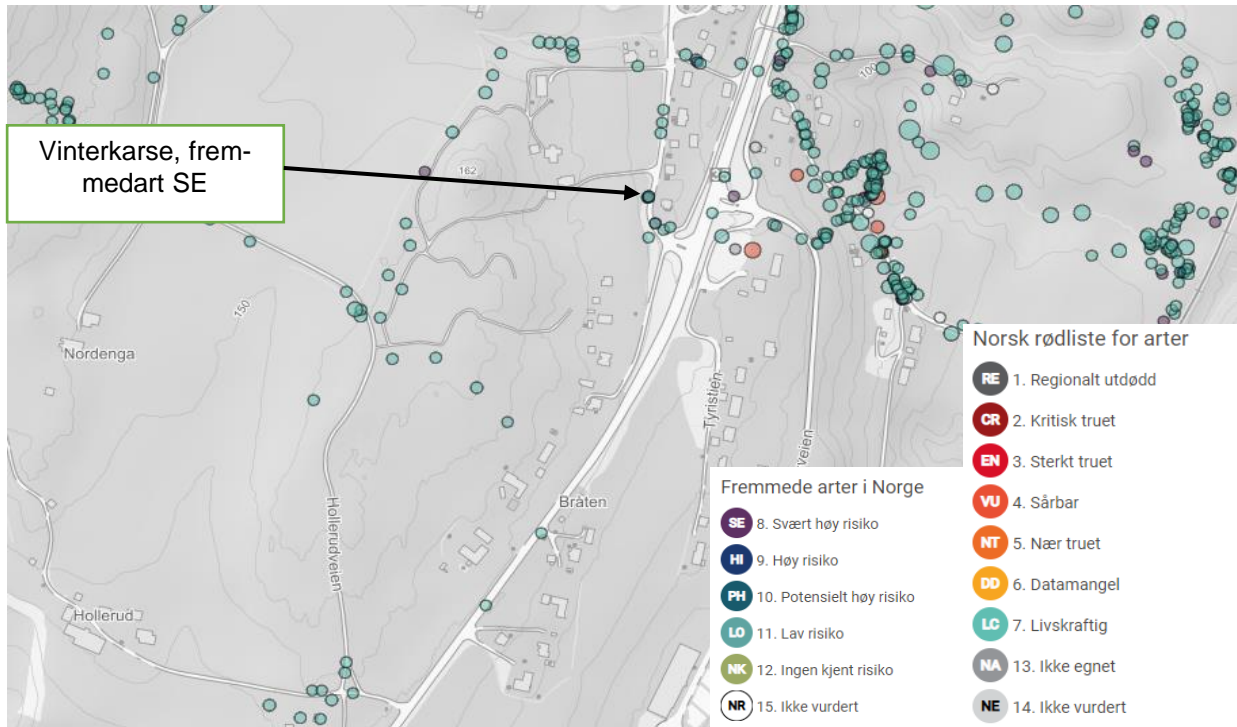 Vinterkarse, frem-
medart SE
162
100
3
150
Nordenga
Tyristien
Bråten
Hollerudveien
Hollerud
Norsk rødliste for arter
RE 1. Regionalt utdødd
CR 2. Kritisk truet
EN 3. Sterkt truet
VU 4. Sårbar
NT 5. Nær truet
DD 6. Datamangel
LC 7. Livskraftig
NA 13. Ikke egnet
NE 14. Ikke vurdert
Fremmede arter i Norge
SE 8. Svært høy risiko
HI 9. Høy risiko
PH 10. Potensielt høy risiko
LO 11. Lav risiko
NK 12. Ingen kjent risiko
NR 15. Ikke vurdert